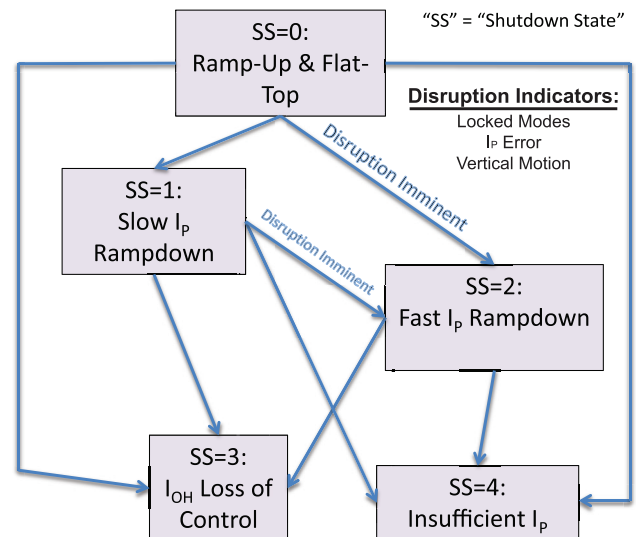 SS=0:
Ramp-Up & Flat-
Top
“SS” = “Shutdown State”
Disruption Indicators:
Locked Modes
IP Error
Vertical Motion
Disruption Imminent
SS=1:
Slow IP
Rampdown
Disruption Imminent
SS=2:
Fast IP Rampdown
SS=3:
IOH Loss of
Control
SS=4:
Insufficient IP